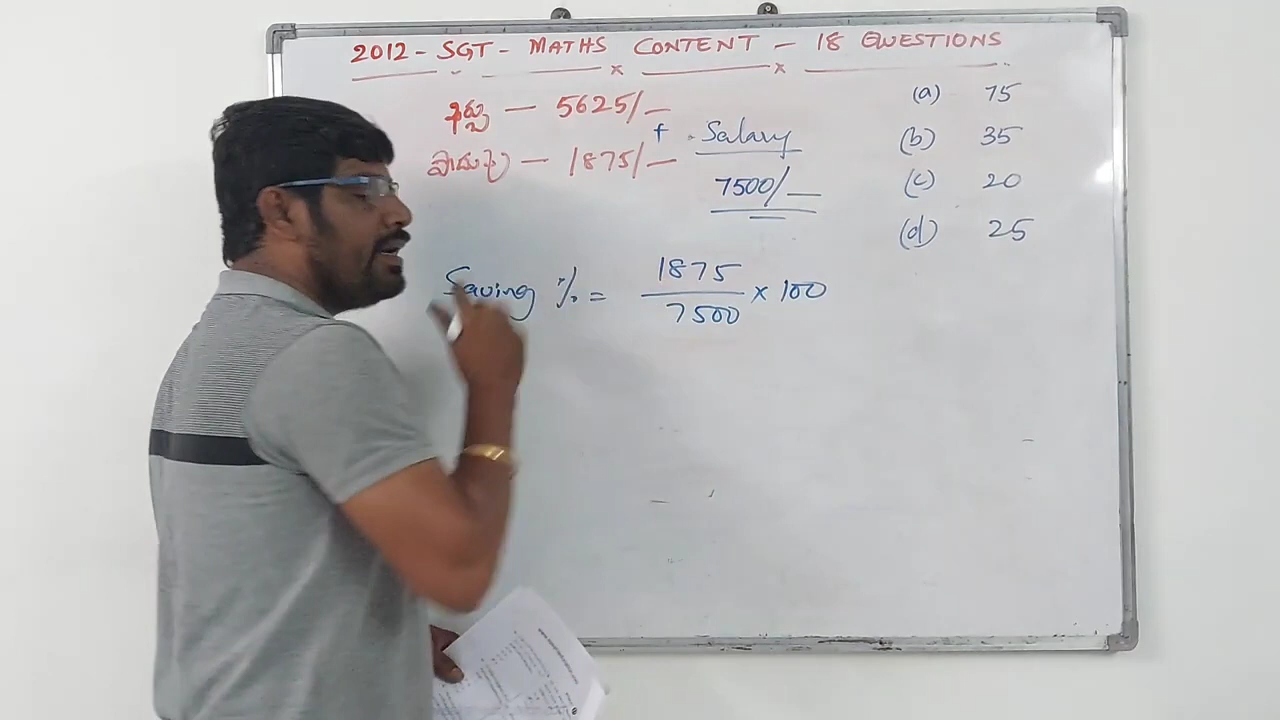 2012 - SGT - MATHS CONTENT - 18 QUESTIONS
ఖర్చు — 5625/—
పొదుపు — 1875/—
+ Salary
7500/—
(a) 75
(b) 35
(c) 20
(d) 25
Saving % = 1875/7500 × 100